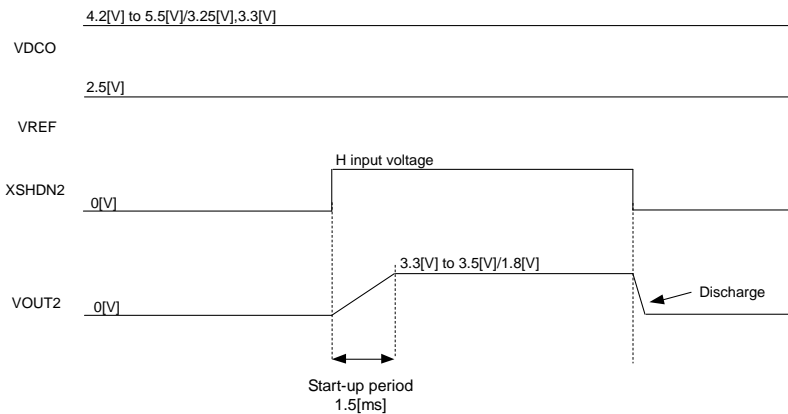 4.2[V] to 5.5[V]/3.25[V],3.3[V]
VDCO
2.5[V]
VREF
H input voltage
XSHDN2
0[V]
3.3[V] to 3.5[V]/1.8[V]
VOUT2
0[V]
Discharge
Start-up period
1.5[ms]